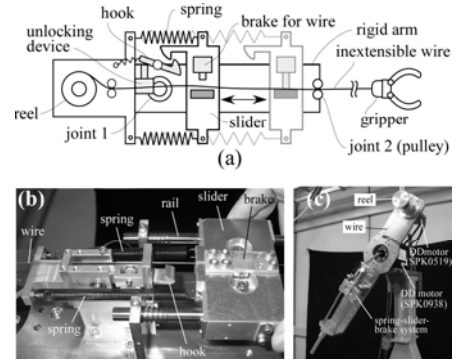 hook
spring
brake for wire
rigid arm
unlocking
device
inextensible wire
reel
joint 1
slider
gripper
joint 2 (pulley)
(a)
(b)
wire
spring
rail
slider
brake
spring
hook
(c)
reel
wire
DDmotor
(SPK0519)
DD motor
(SPK0938)
spring-slider-
brake system